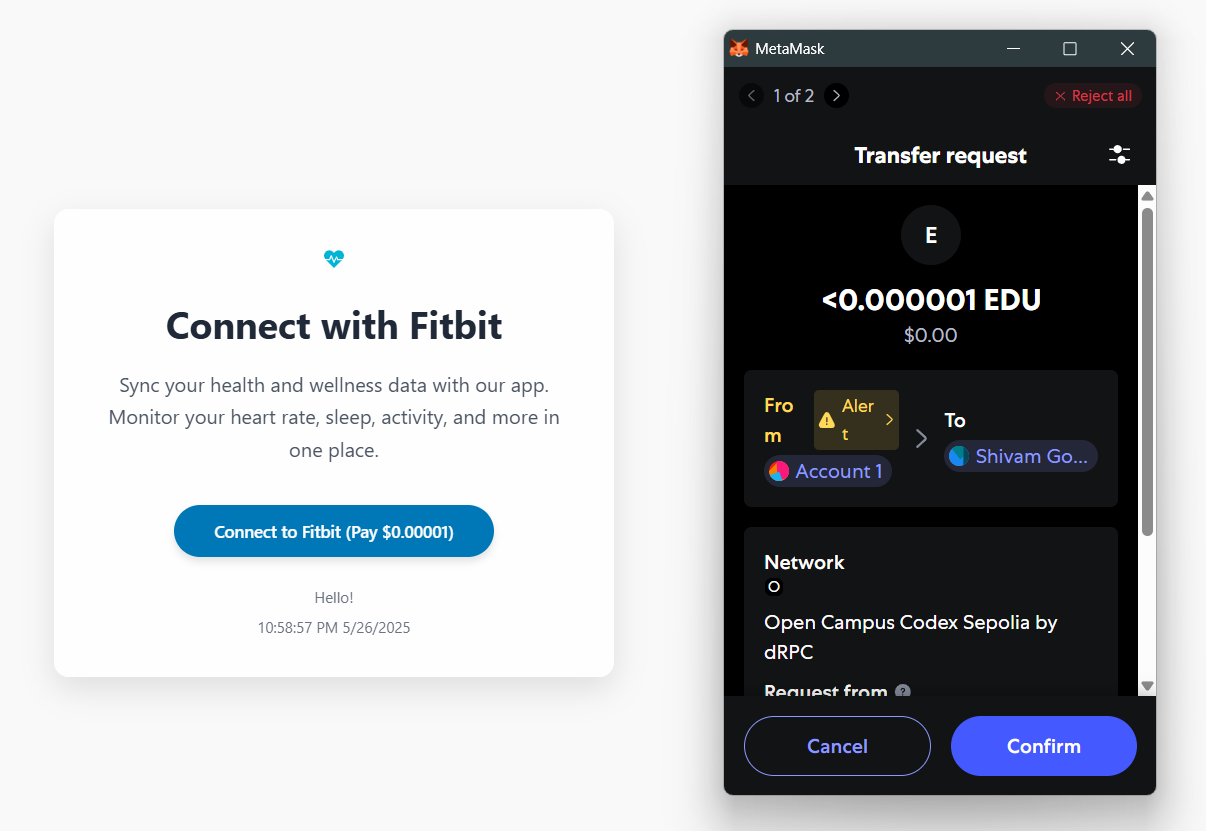 Connect with Fitbit
Sync your health and wellness data with our app.
Monitor your heart rate, sleep, activity, and more in
one place.
Connect to Fitbit (Pay $0.00001)
Hello!
10:58:57 PM 5/26/2025
MetaMask
1 of 2
Reject all
Transfer request
E
<0.000001 EDU
$0.00
Fro
m
Aler
t
To
Account 1
Shivam Go...
Network
O
Open Campus Codex Sepolia by
dRPC
Request from ?
Cancel
Confirm